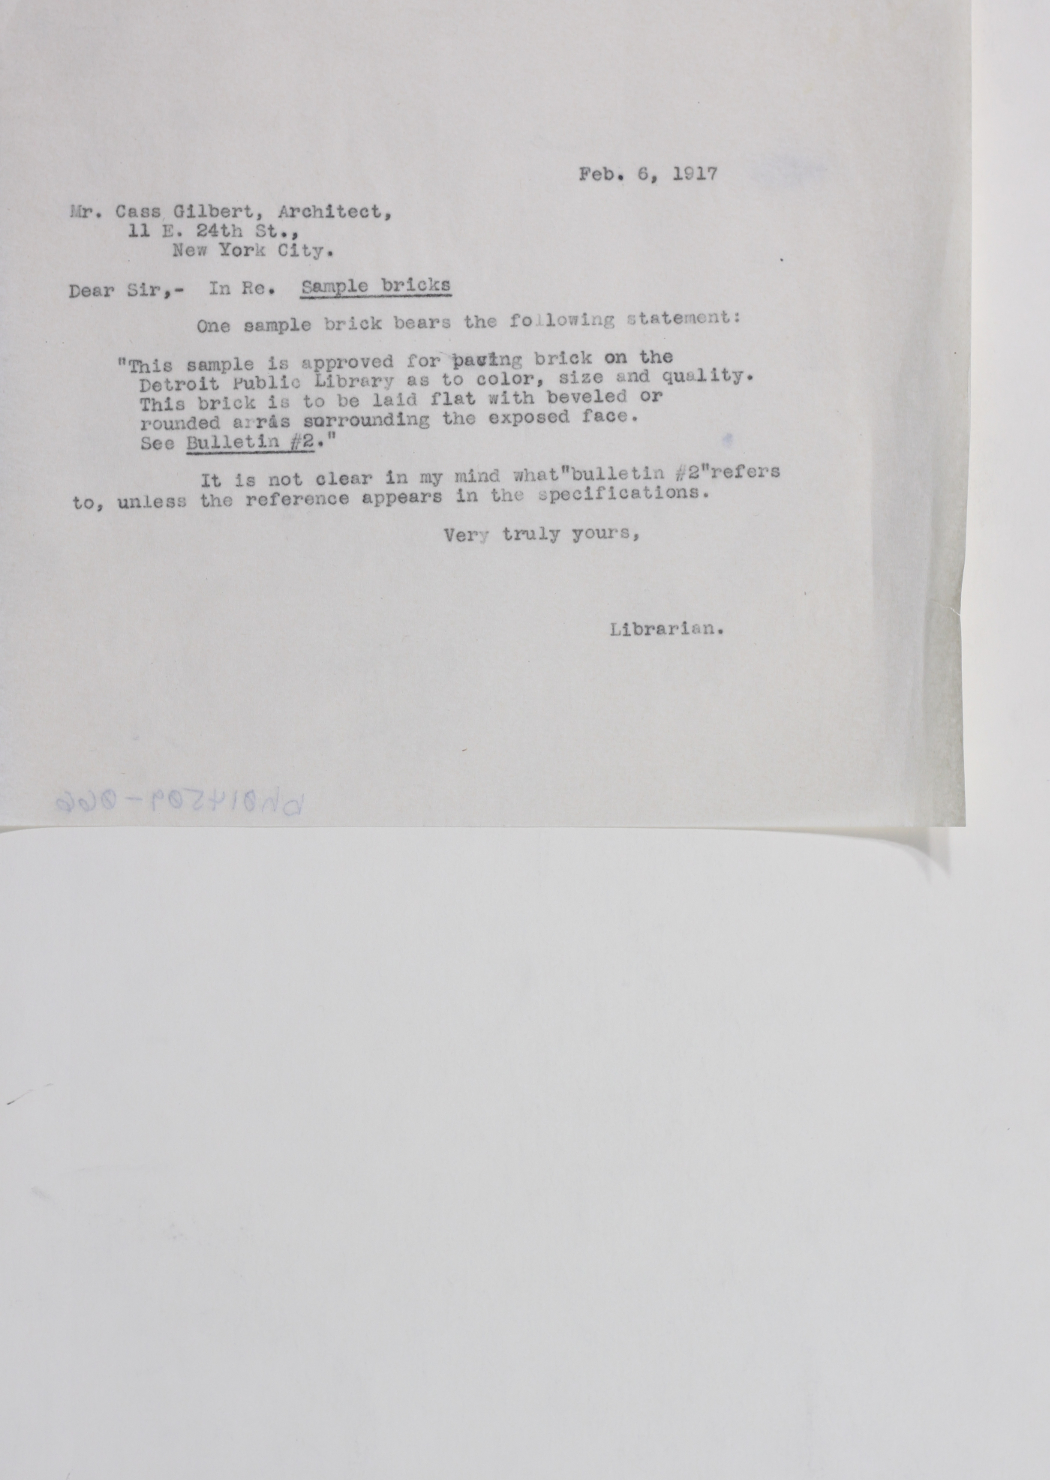 Feb. 6, 1917
Mr. Cass Gilbert, Architect,
11 E. 24th St.,
New York City.
Dear Sir,- In Re. Sample bricks
One sample brick bears the following statement:
"This sample is approved for paving brick on the
Detroit Public Library as to color, size and quality.
This brick is to be laid flat with beveled or
rounded arrás sorrounding the exposed face.
See Bulletin #2."
It is not clear in my mind what"bulletin #2"refers
to, unless the reference appears in the specifications.
Very truly yours,
Librarian.
bh014509-066